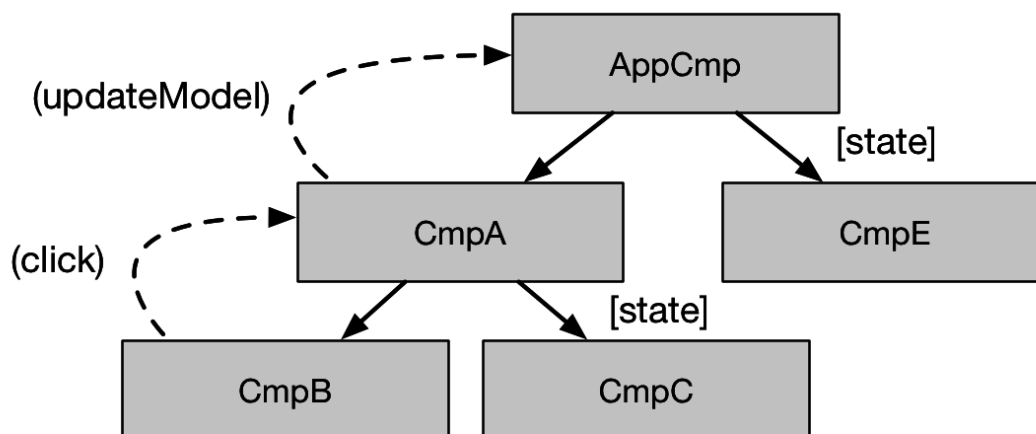 AppCmp
(updateModel)
[state]
CmpA
CmpE
(click)
[state]
CmpB
CmpC